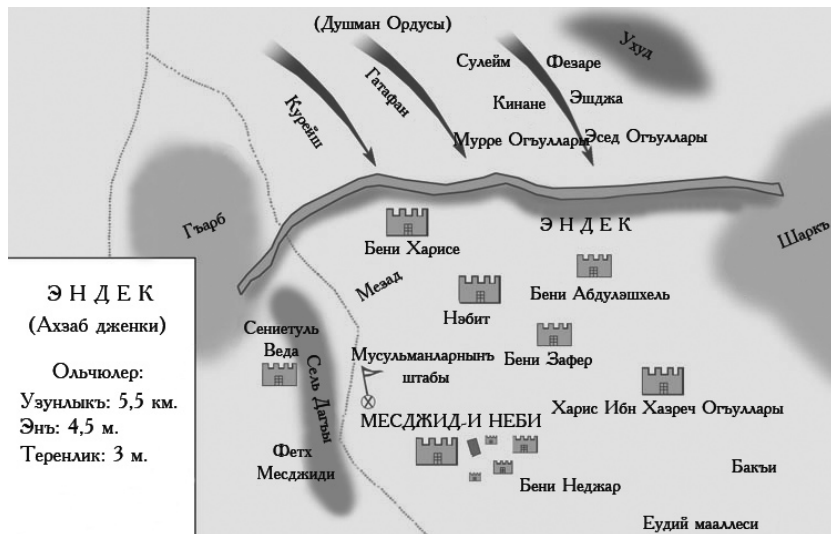 (Душман Ордусы)
Ухуд
Сулейм
Фезаре
Гатафан
Курейш
Кинане
Эшджа
Мурре Огъуллары
Эсед Огъуллары
Гъарб
Шаркъ
ЭНДЕК
Бени Харисе
Мезад
Бени Абдулэшхель
Нэбит
ЭНДЕК
(Ахзаб дженки)
Ольчюлер:
Узунлыкъ: 5,5 км.
Энъ: 4,5 м.
Теренлик: 3 м.
Сениетуль
Веда
Сель Дагъы
Мусульманларнынъ
штабы
Бени Зафер
Харис Ибн Хазреч Огъуллары
МЕСДЖИД-И НЕБИ
Фетх
Месджиди
Бени Неджар
Бакъи
Еудий мааллеси